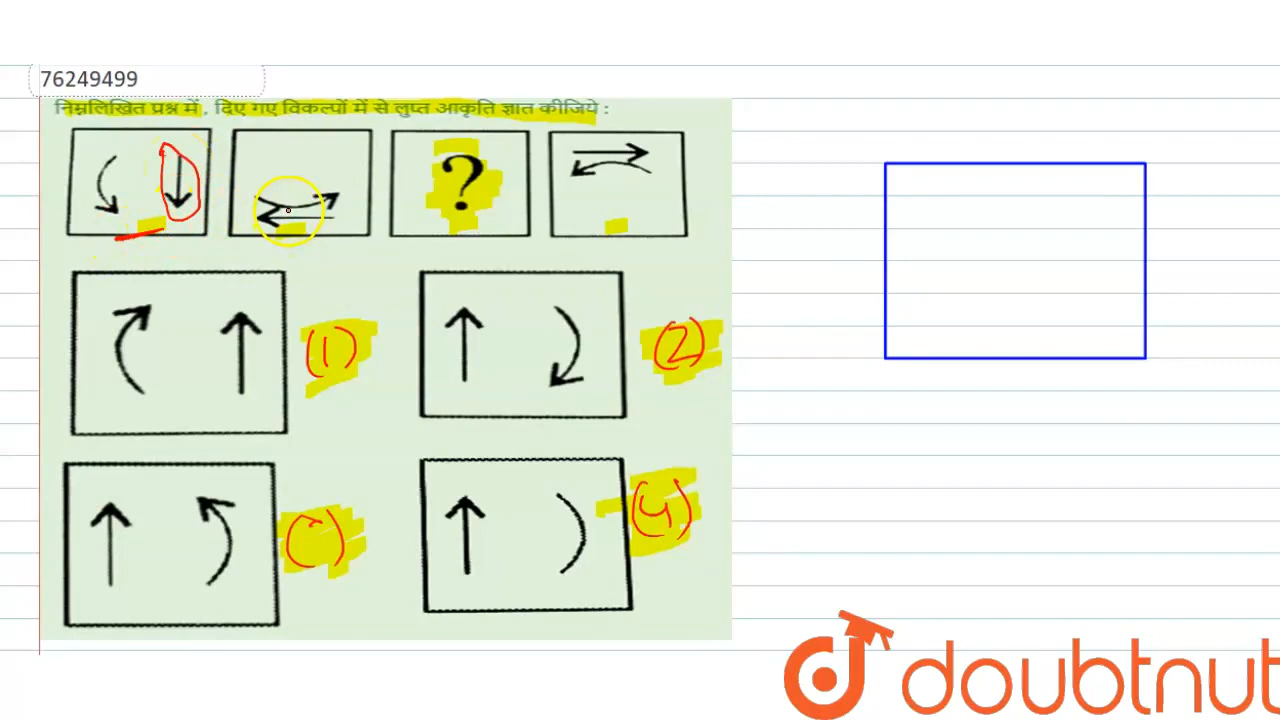 76249499
निम्नलिखित प्रश्न में , दिए गए विकल्पों में से लुप्त आकृति ज्ञात कीजिये :
?
(1)
(2)
(4)
doubtnut